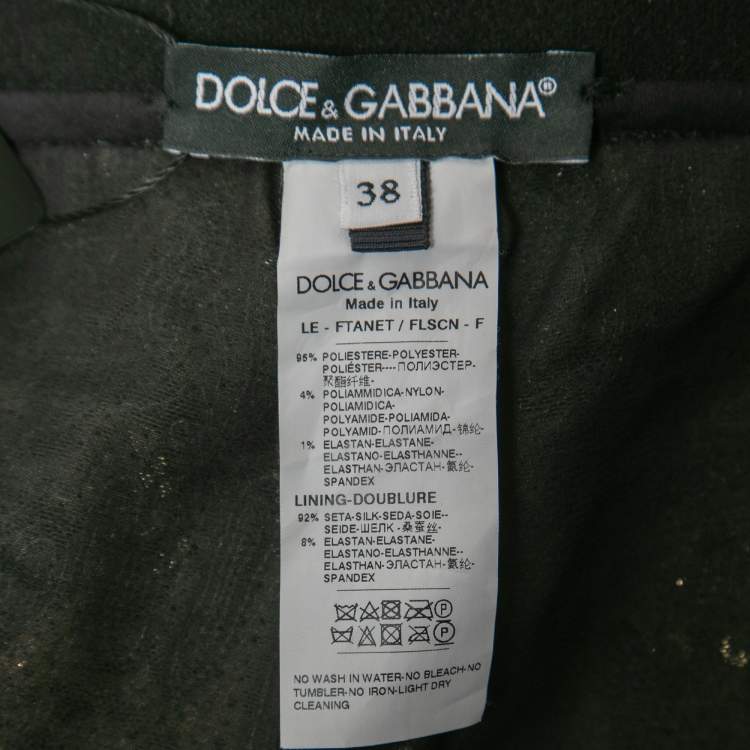 DOLCE & GABBANA®
MADE IN ITALY
38
DOLCE & GABBANA
Made in Italy
LE - FTANET / FLSCN - F
95% POLIESTERE-POLYESTER-
POLIÉSTER----ПОЛИЭСТЕР-
聚酯纤维-
4% POLIAMMIDICA-NYLON-
POLIAMIDICA-
POLYAMIDE-POLIAMIDA-
POLYAMID-ПОЛИАМИД-锦纶-
1% ELASTAN-ELASTANE-
ELASTANO-ELASTHANNE--
ELASTHAN-ЭЛАСТАН-氨纶-
SPANDEX
LINING-DOUBLURE
92% SETA-SILK-SEDA-SOIE--
SEIDE-ШЕЛК-桑蚕丝-
8% ELASTAN-ELASTANE-
ELASTANO-ELASTHANNE--
ELASTHAN-ЭЛАСТАН-氨纶-
SPANDEX
NO WASH IN WATER-NO BLEACH-NO
TUMBLER-NO IRON-LIGHT DRY
CLEANING